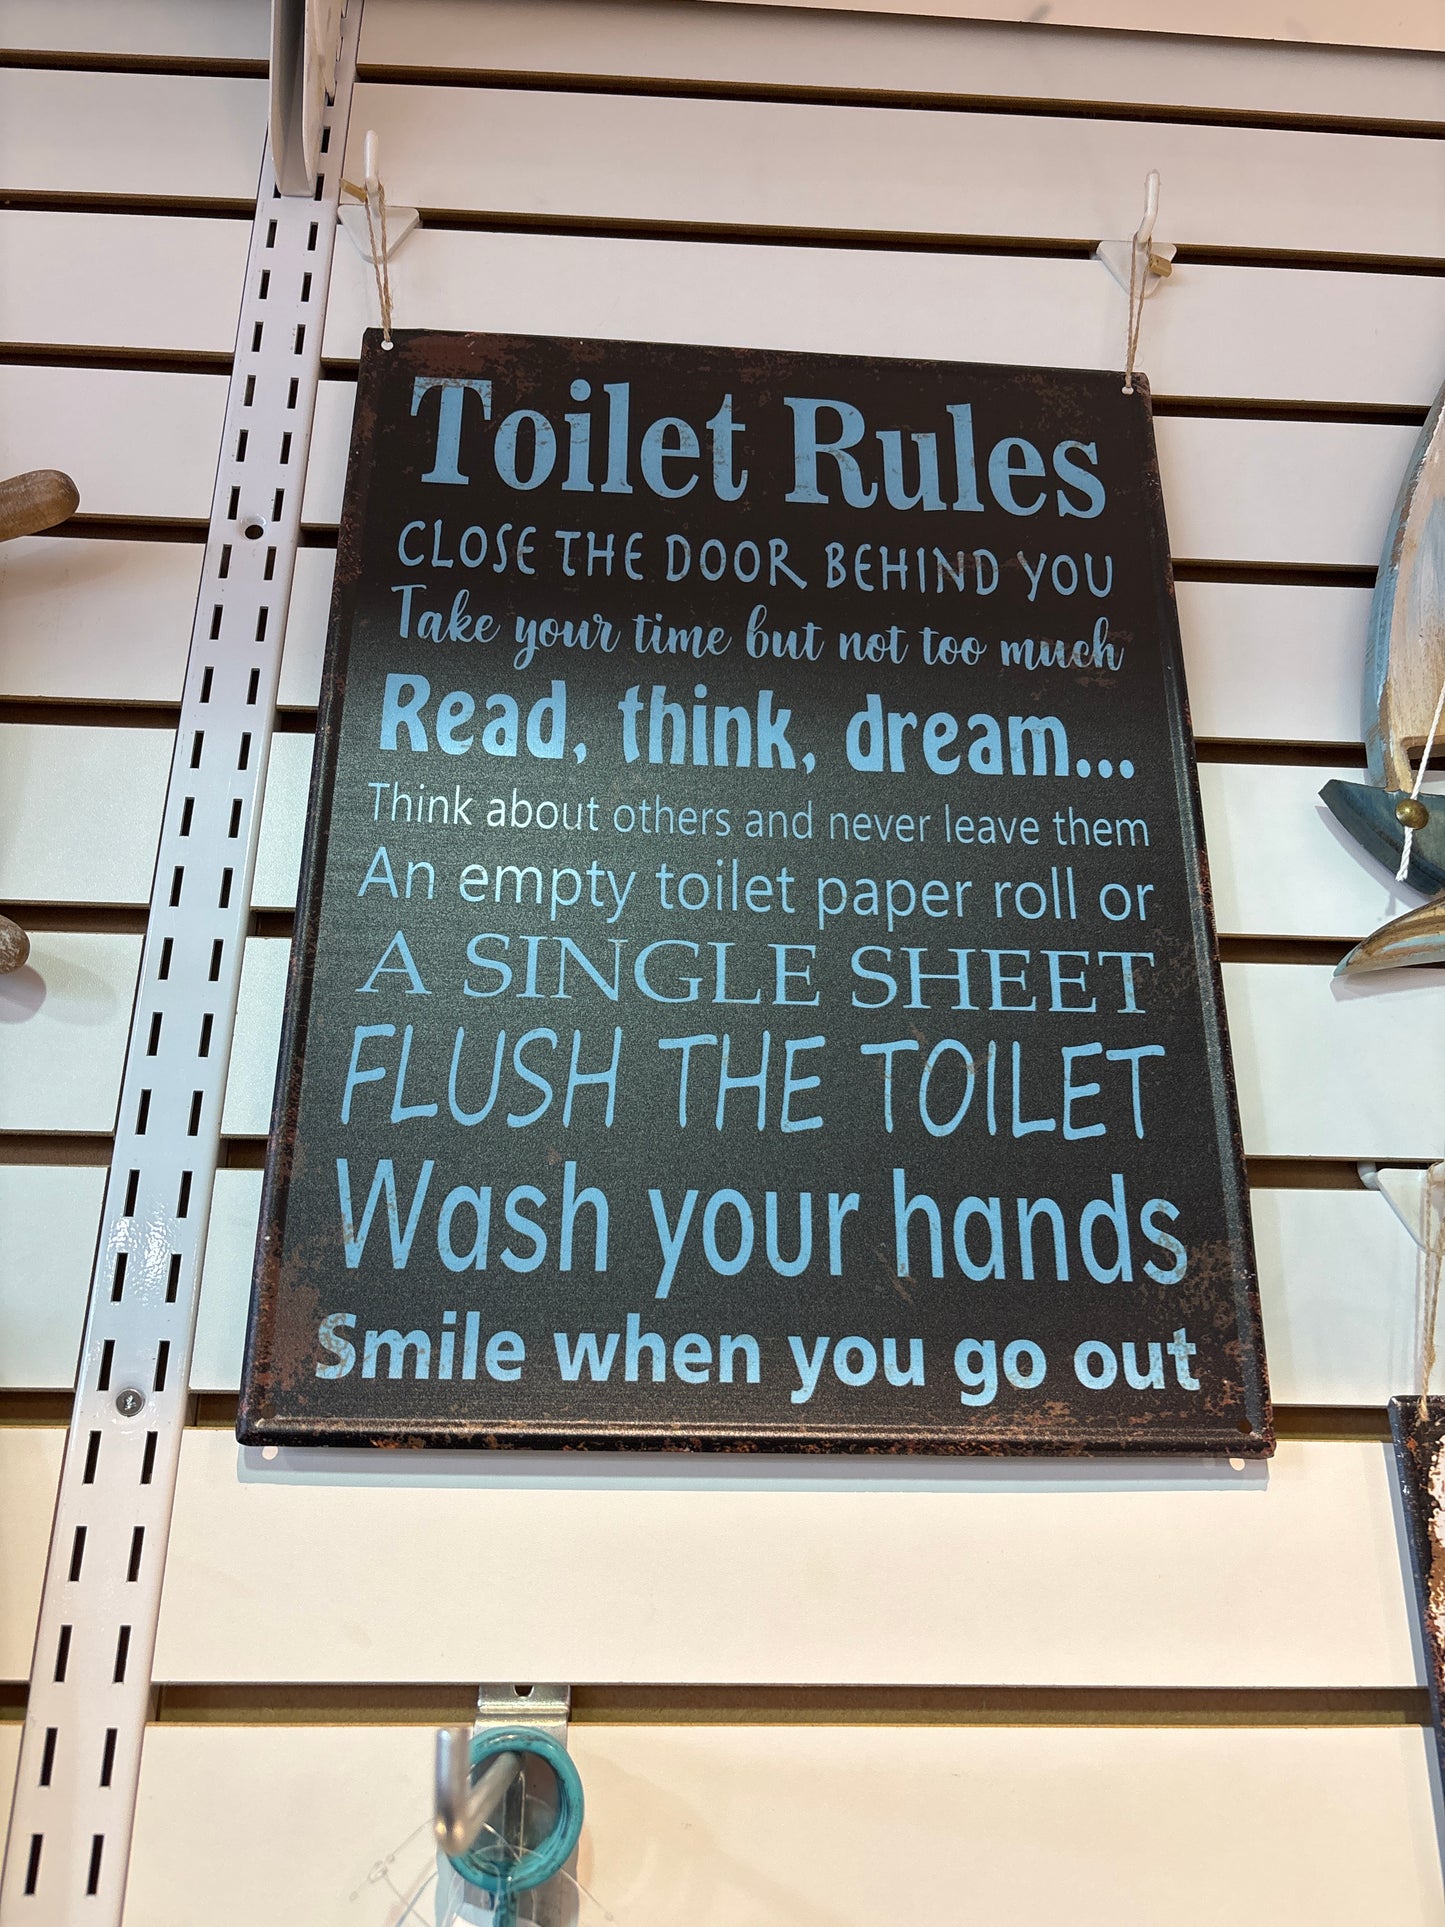 Toilet Rules
CLOSE THE DOOR BEHIND YOU
Take your time but not too much
Read, think, dream...
Think about others and never leave them
An empty toilet paper roll or
A SINGLE SHEET
FLUSH THE TOILET
Wash your hands
Smile when you go out